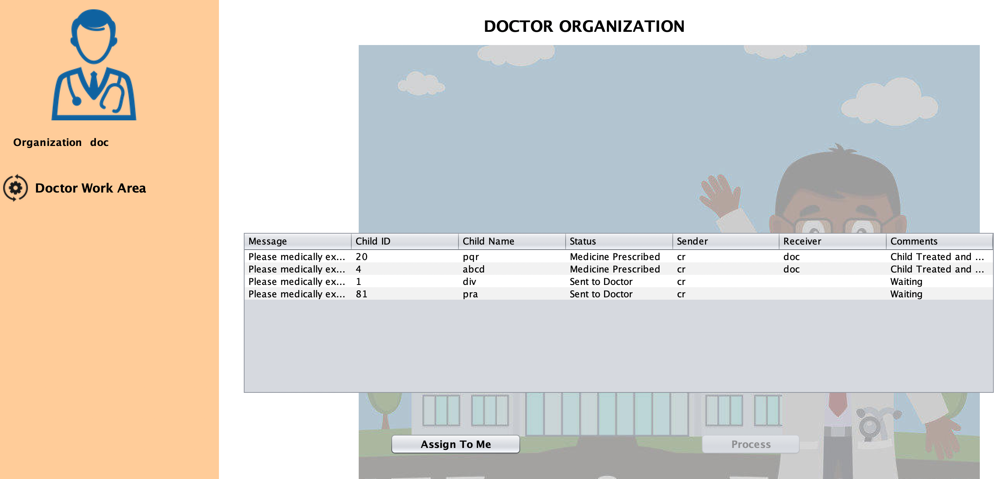 DOCTOR ORGANIZATION
Organization doc
Doctor Work Area
Message Child ID Child Name Status Sender Receiver Comments
Please medically ex... 20 pqr Medicine Prescribed cr doc Child Treated and ...
Please medically ex... 4 abcd Medicine Prescribed cr doc Child Treated and ...
Please medically ex... 1 div Sent to Doctor cr Waiting
Please medically ex... 81 pra Sent to Doctor cr Waiting
Assign To Me Process